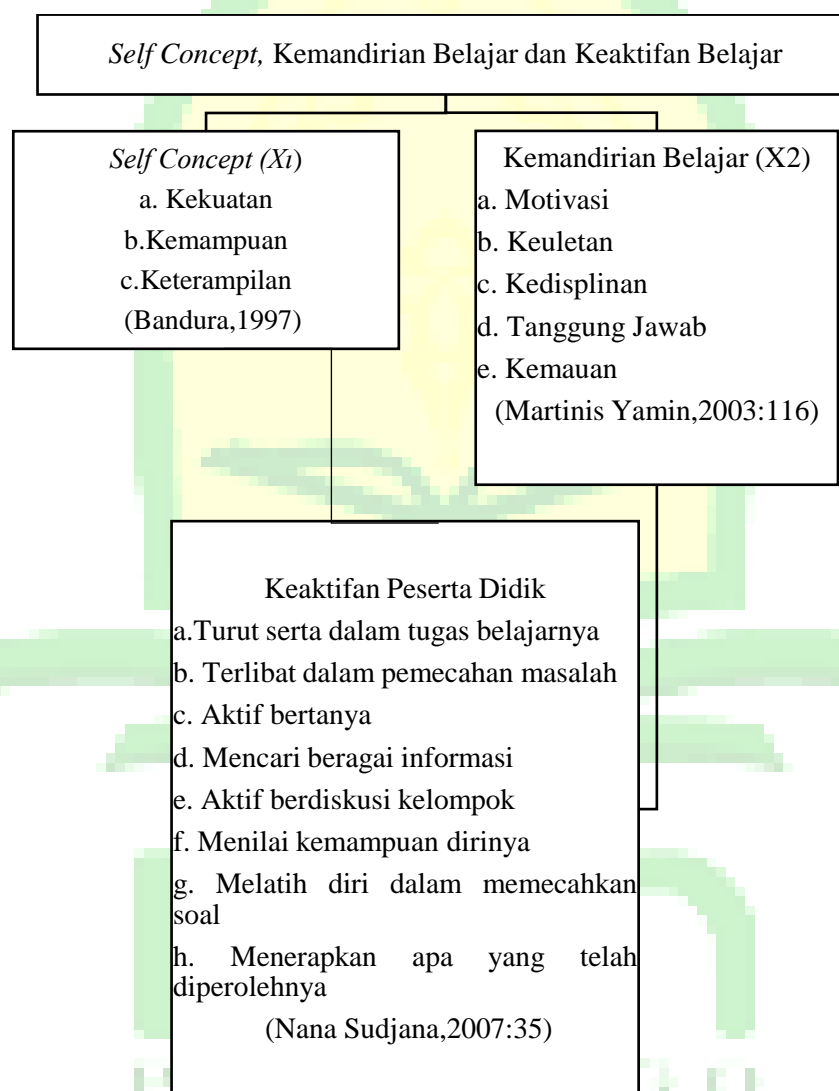 Self Concept, Kemandirian Belajar dan Keaktifan Belajar
Self Concept (X1)
a. Kekuatan
b.Kemampuan
c.Keterampilan
(Bandura,1997)
Kemandirian Belajar (X2)
a. Motivasi
b. Keuletan
c. Kedisplinan
d. Tanggung Jawab
e. Kemauan
(Martinis Yamin,2003:116)
Keaktifan Peserta Didik
a.Turut serta dalam tugas belajarnya
b. Terlibat dalam pemecahan masalah
c. Aktif bertanya
d. Mencari beragai informasi
e. Aktif berdiskusi kelompok
f. Menilai kemampuan dirinya
g. Melatih diri dalam memecahkan
soal
h. Menerapkan apa yang telah
diperolehnya
(Nana Sudjana,2007:35)